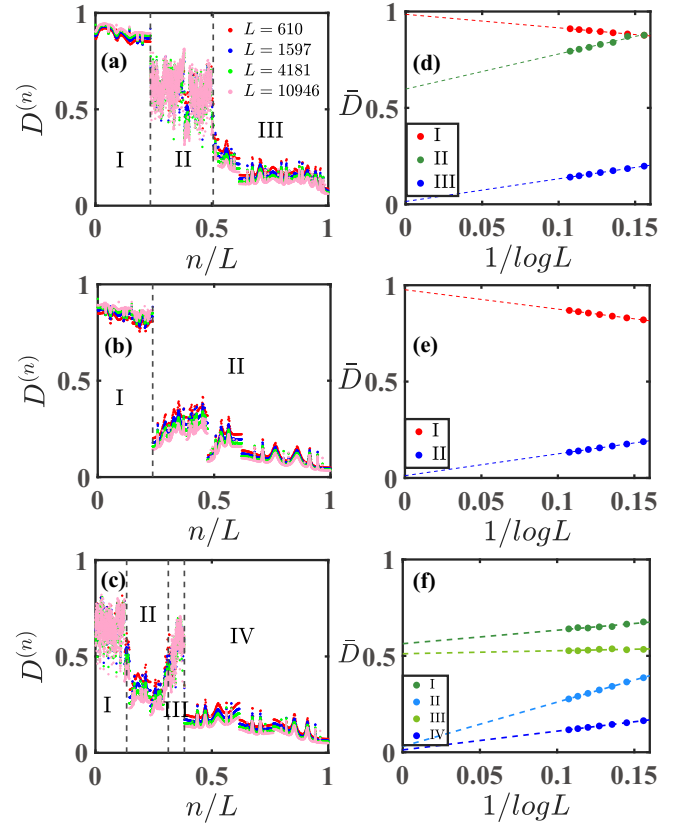 1
0.5
0
D^{(n)}
(a)
L = 610
L = 1597
L = 4181
L = 10946
I
II
III
0
0.5
1
n/L
1
0.5
0
D̄
(d)
I
II
III
0
0.05
0.1
0.15
1/logL
1
0.5
0
D^{(n)}
(b)
I
II
0
0.5
1
n/L
1
0.5
0
D̄
(e)
I
II
0
0.05
0.1
0.15
1/logL
1
0.5
0
D^{(n)}
(c)
I
II
III
IV
0
0.5
1
n/L
1
0.5
0
D̄
(f)
I
II
III
IV
0
0.05
0.1
0.15
1/logL